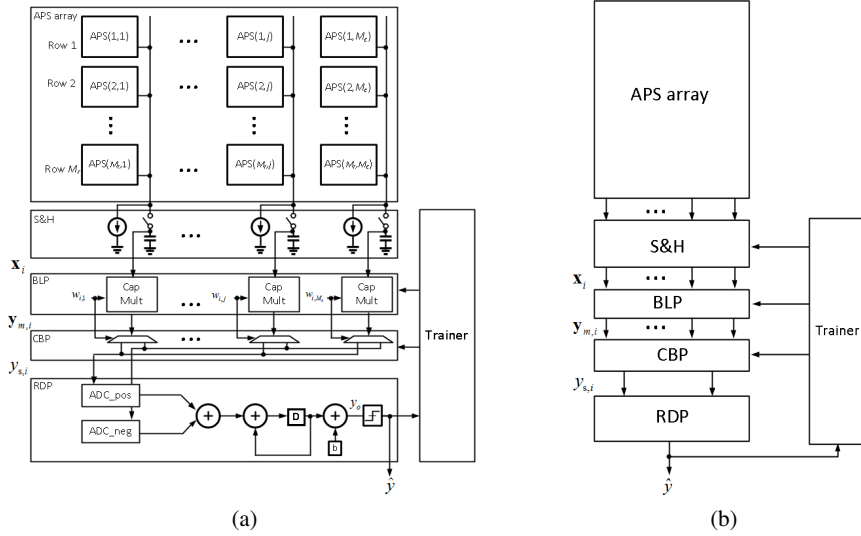 APS array
Row 1 APS(1,1) ... APS(1,j) APS(1,M_c)
Row 2 APS(2,1) ... APS(2,j) APS(2,M_c)
Row M_r APS(M_r,1) ... APS(M_r,j) APS(M_r,M_c)
S&H
...
x_i
BLP
w_{i,1} Cap Mult ... w_{i,j} Cap Mult w_{i,M_c} Cap Mult
y_{m,i}
CBP
...
y_{s,i}
RDP
ADC_pos
ADC_neg
+ + D + y_o
b
ŷ
Trainer
(a)
APS array
...
S&H
x_i ...
BLP
y_{m,i} ...
CBP
y_{s,i}
RDP
ŷ
Trainer
(b)